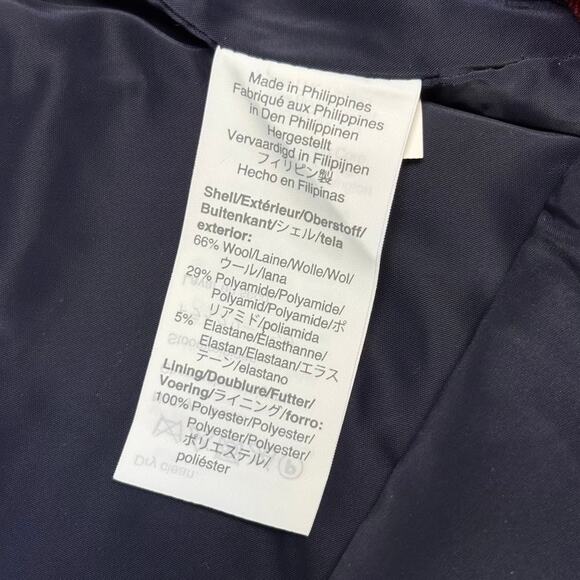 Made in Philippines
Fabriqué aux Philippines
in Den Philippinen
Hergestellt
Vervaardigd in Filipijnen
フィリピン製
Hecho en Filipinas
Shell/Extérieur/Oberstoff/
Buitenkant/シェル/tela
exterior:
66% Wool/Laine/Wolle/Wol/
ウール/lana
29% Polyamide/Polyamide/
Polyamid/Polyamide/ポ
リアミド/poliamida
5% Elastane/Elasthanne/
Elastan/Elastaan/エラス
テーン/elastano
Lining/Doublure/Futter/
Voering/ライニング/forro:
100% Polyester/Polyester/
Polyester/Polyester/
ポリエステル/
poliéster
Dry clean.